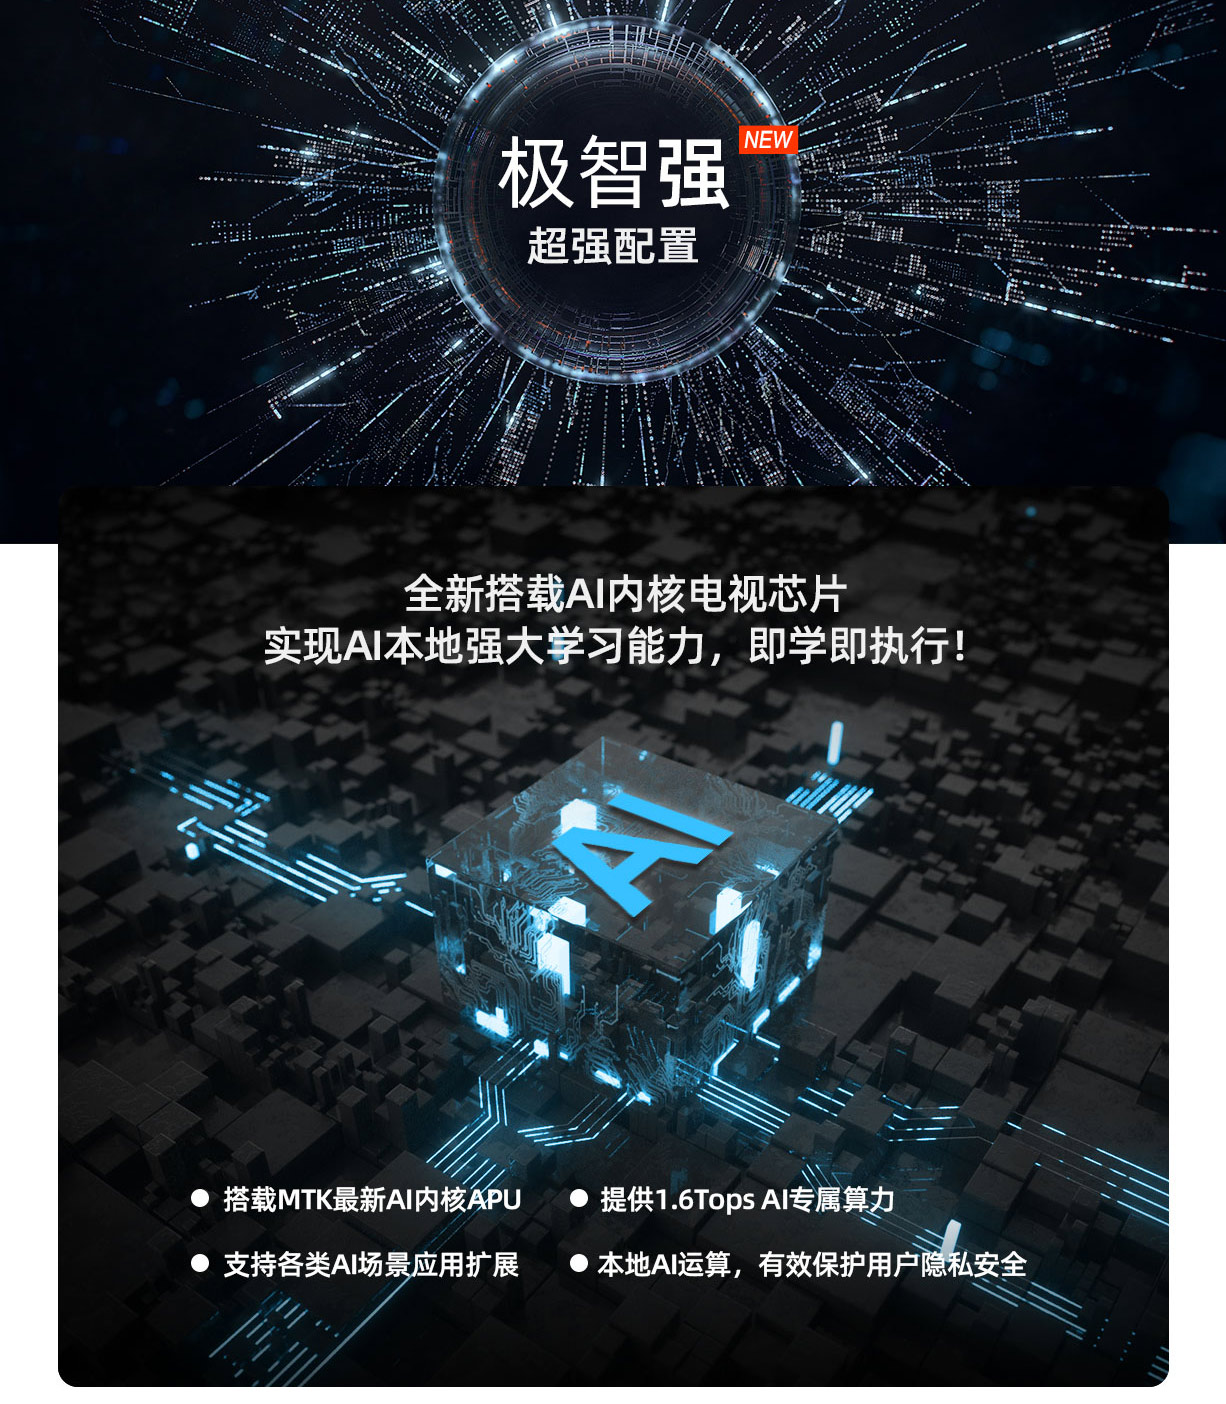 极智强
NEW
超强配置
全新搭载AI内核电视芯片
实现AI本地强大学习能力，即学即执行！
AI
搭载MTK最新AI内核APU
提供1.6Tops AI专属算力
支持各类AI场景应用扩展
本地AI运算，有效保护用户隐私安全